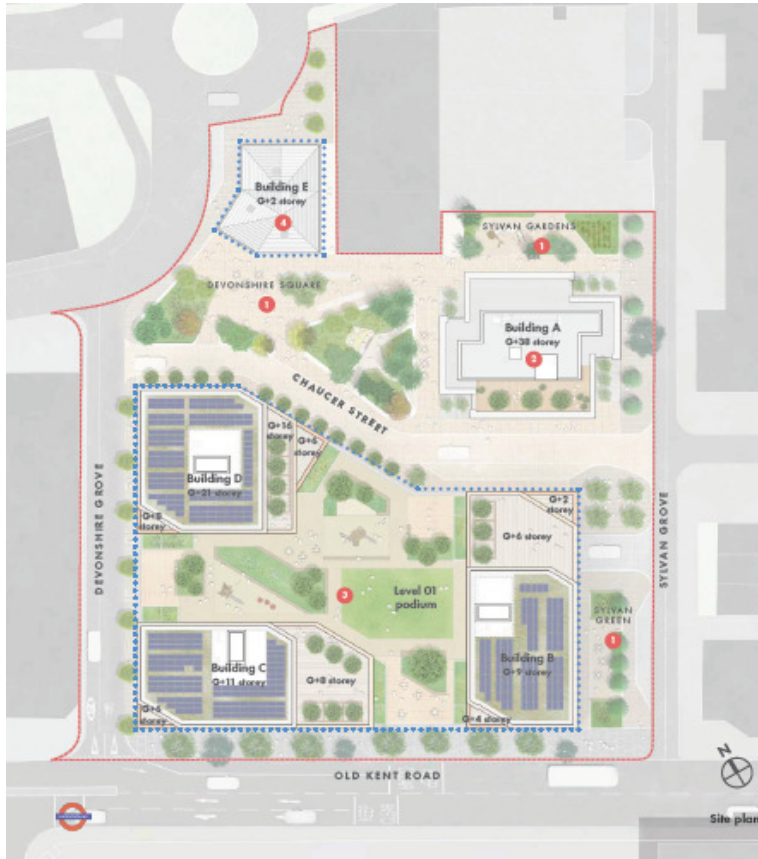 Building E
G+2 storey
4
SYLVAN GARDENS
1
DEVONSHIRE SQUARE
1
Building A
G+38 storey
2
CHAUCER STREET
G+16
storey
G+6
storey
Building D
G+21 storey
G+8
storey
DEVONSHIRE GROVE
G+2
storey
G+6 storey
SYLVAN GROVE
3
Level 01
podium
SYLVAN
GREEN
1
Building C
G+11 storey
G+8 storey
Building B
G+9 storey
storey
G+4 storey
OLD KENT ROAD
N
Site plan